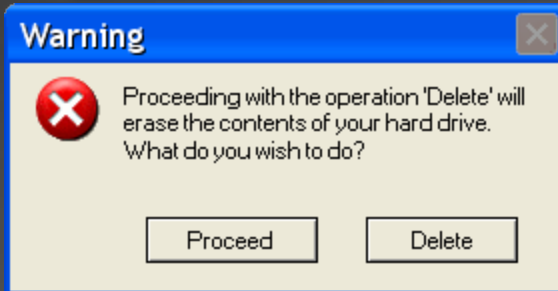 Warning
Proceeding with the operation 'Delete' will
erase the contents of your hard drive.
What do you wish to do?
Proceed
Delete